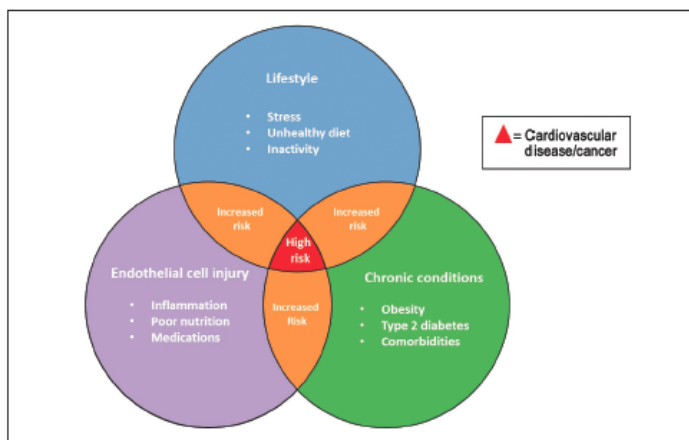 Lifestyle
• Stress
• Unhealthy diet
• Inactivity
= Cardiovascular
disease/cancer
Increased
risk
Increased
risk
High
risk
Endothelial cell injury
• Inflammation
• Poor nutrition
• Medications
Increased
Risk
Chronic conditions
• Obesity
• Type 2 diabetes
• Comorbidities